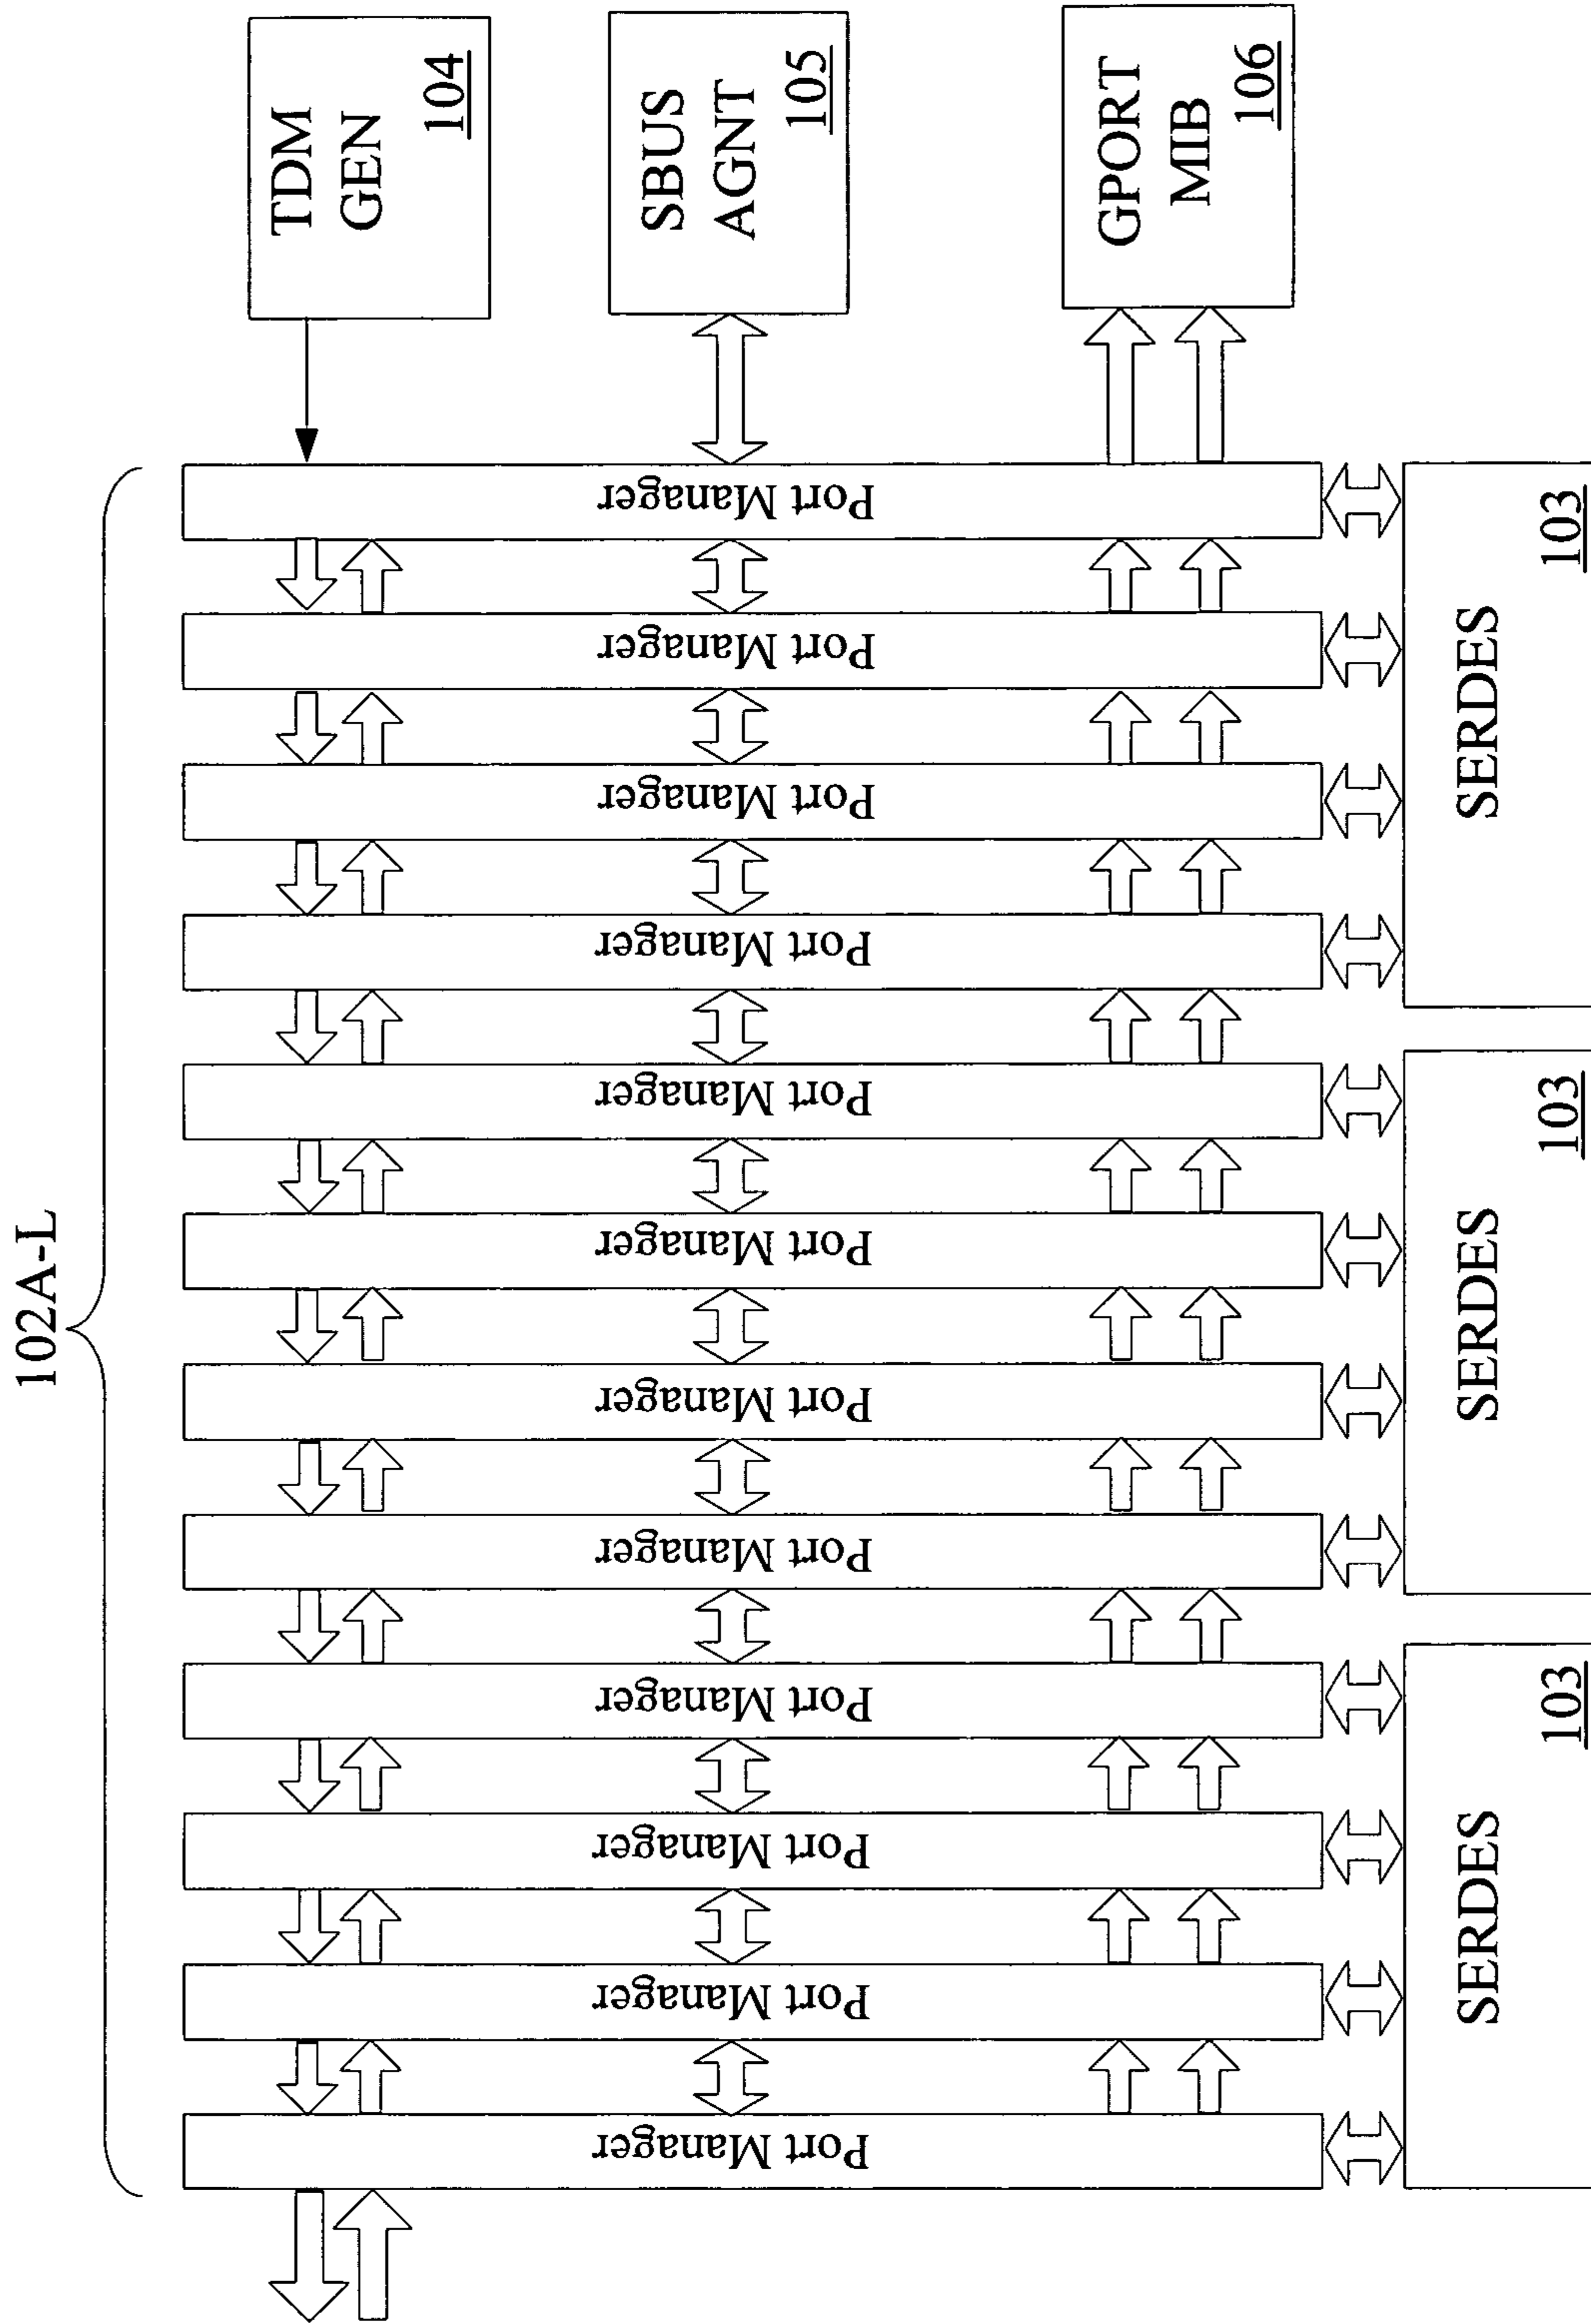 102A-L
TDM
GEN
104
SBUS
AGNT
105
GPORT
MIB
106
Port Manager
Port Manager
Port Manager
Port Manager
Port Manager
Port Manager
Port Manager
Port Manager
Port Manager
Port Manager
Port Manager
Port Manager
SERDES
103
SERDES
103
SERDES
103